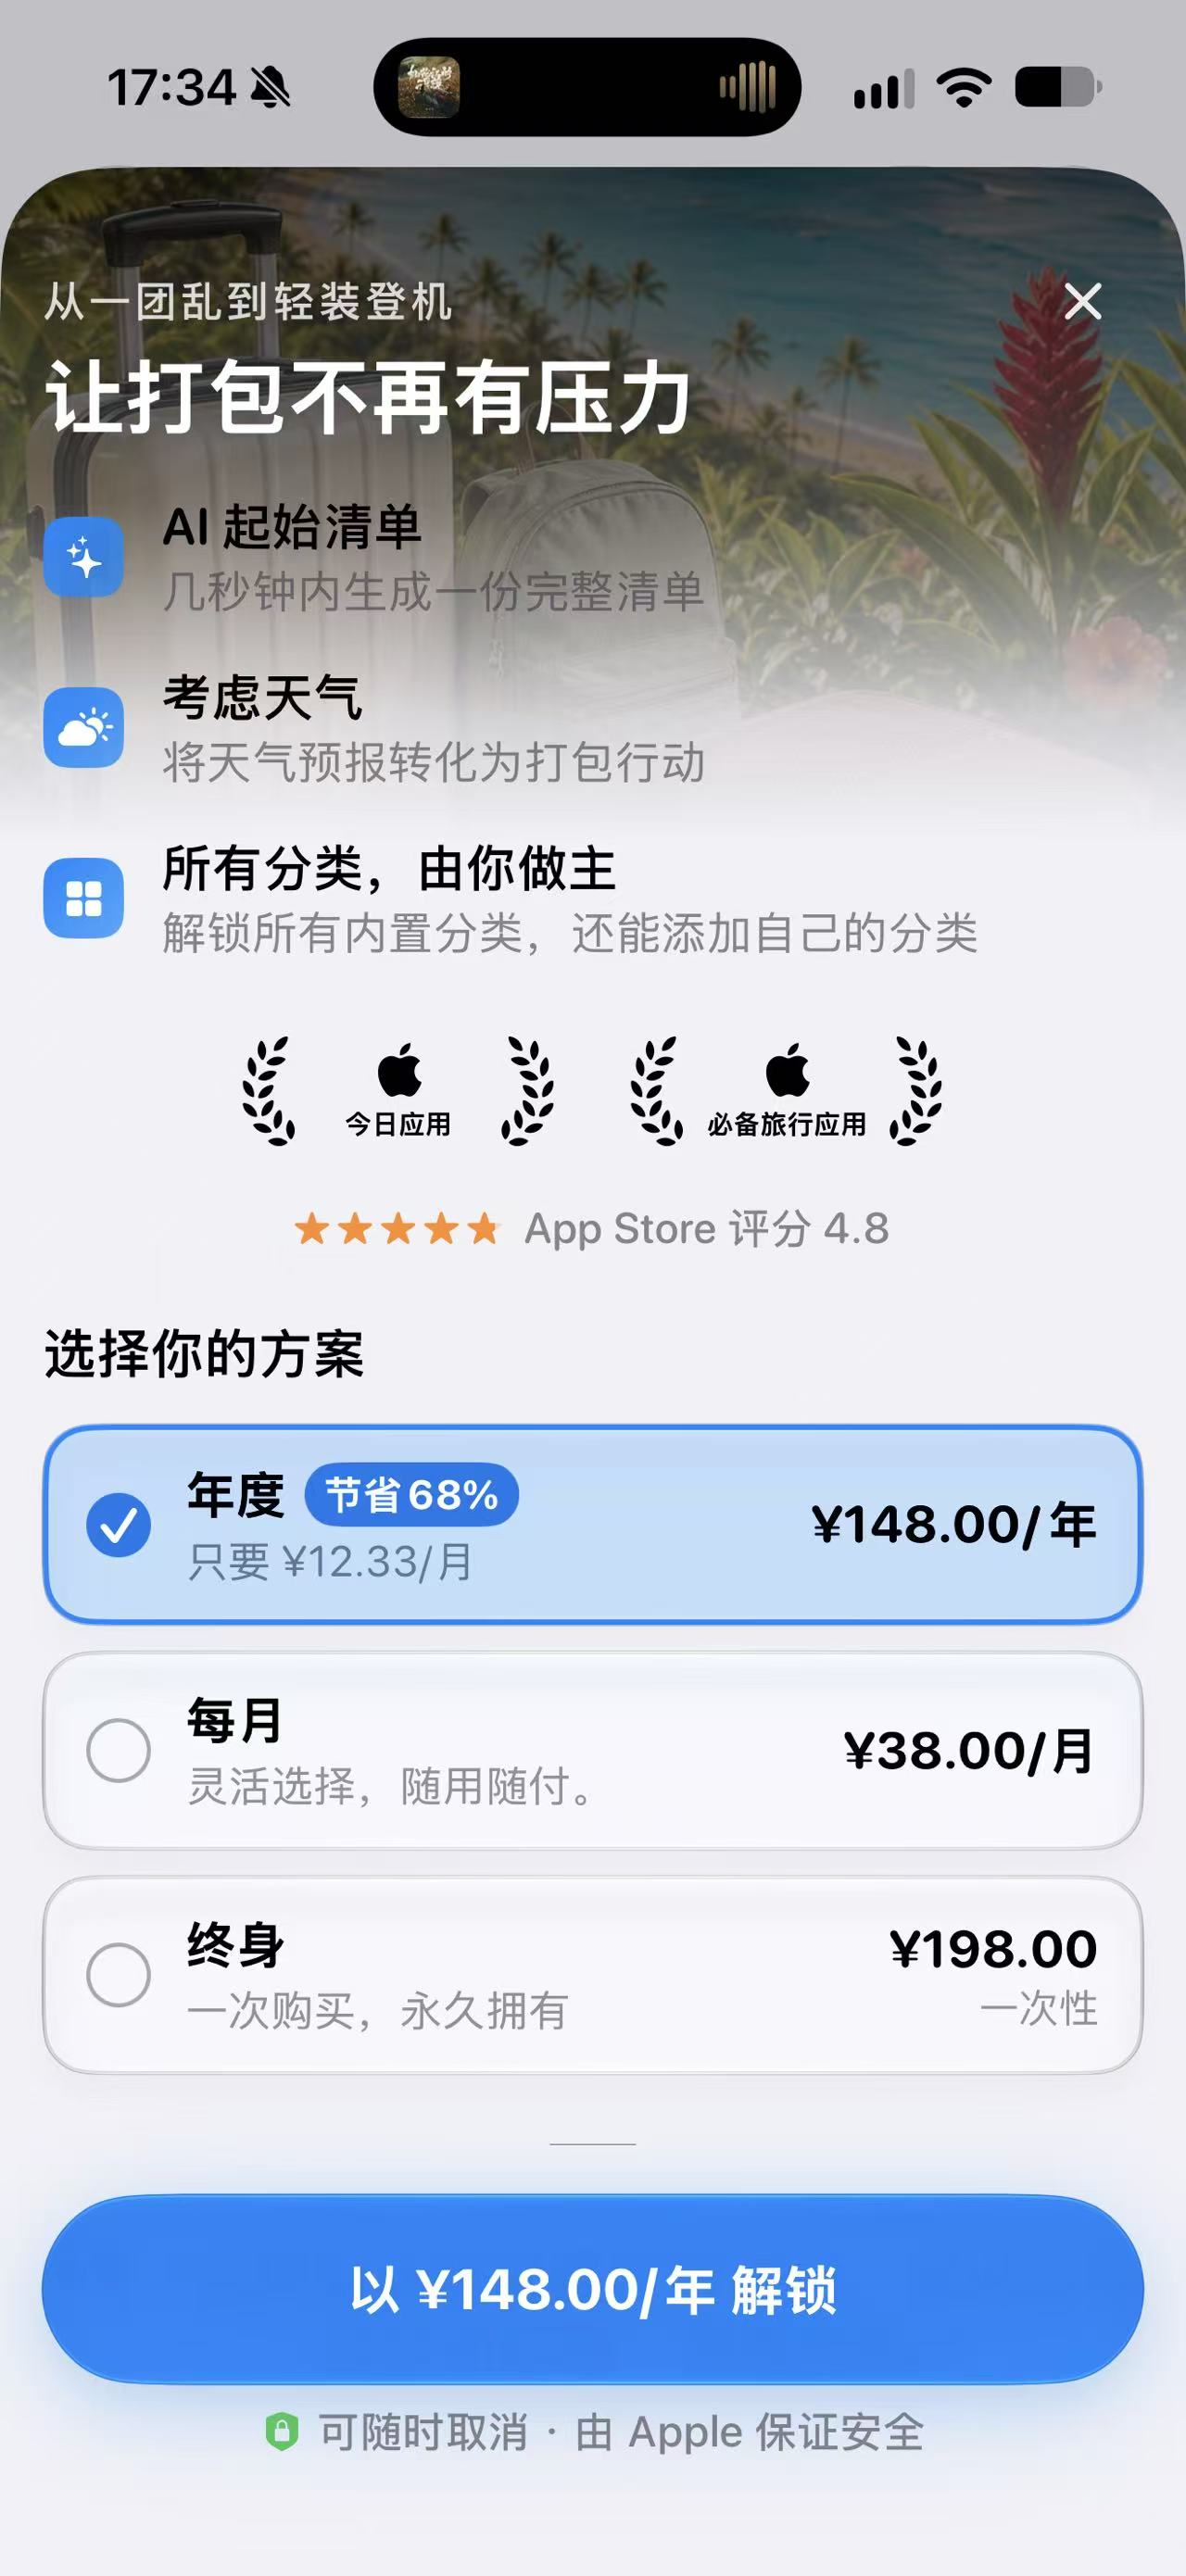 17:34
从一团乱到轻装登机
让打包不再有压力
AI 起始清单
几秒钟内生成一份完整清单
考虑天气
将天气预报转化为打包行动
所有分类，由你做主
解锁所有内置分类，还能添加自己的分类
今日应用
必备旅行应用
App Store 评分 4.8
选择你的方案
年度 节省 68%
只要 ¥12.33/月
¥148.00/年
每月
灵活选择，随用随付。
¥38.00/月
终身
一次购买，永久拥有
¥198.00
一次性
以 ¥148.00/年 解锁
可随时取消 · 由 Apple 保证安全